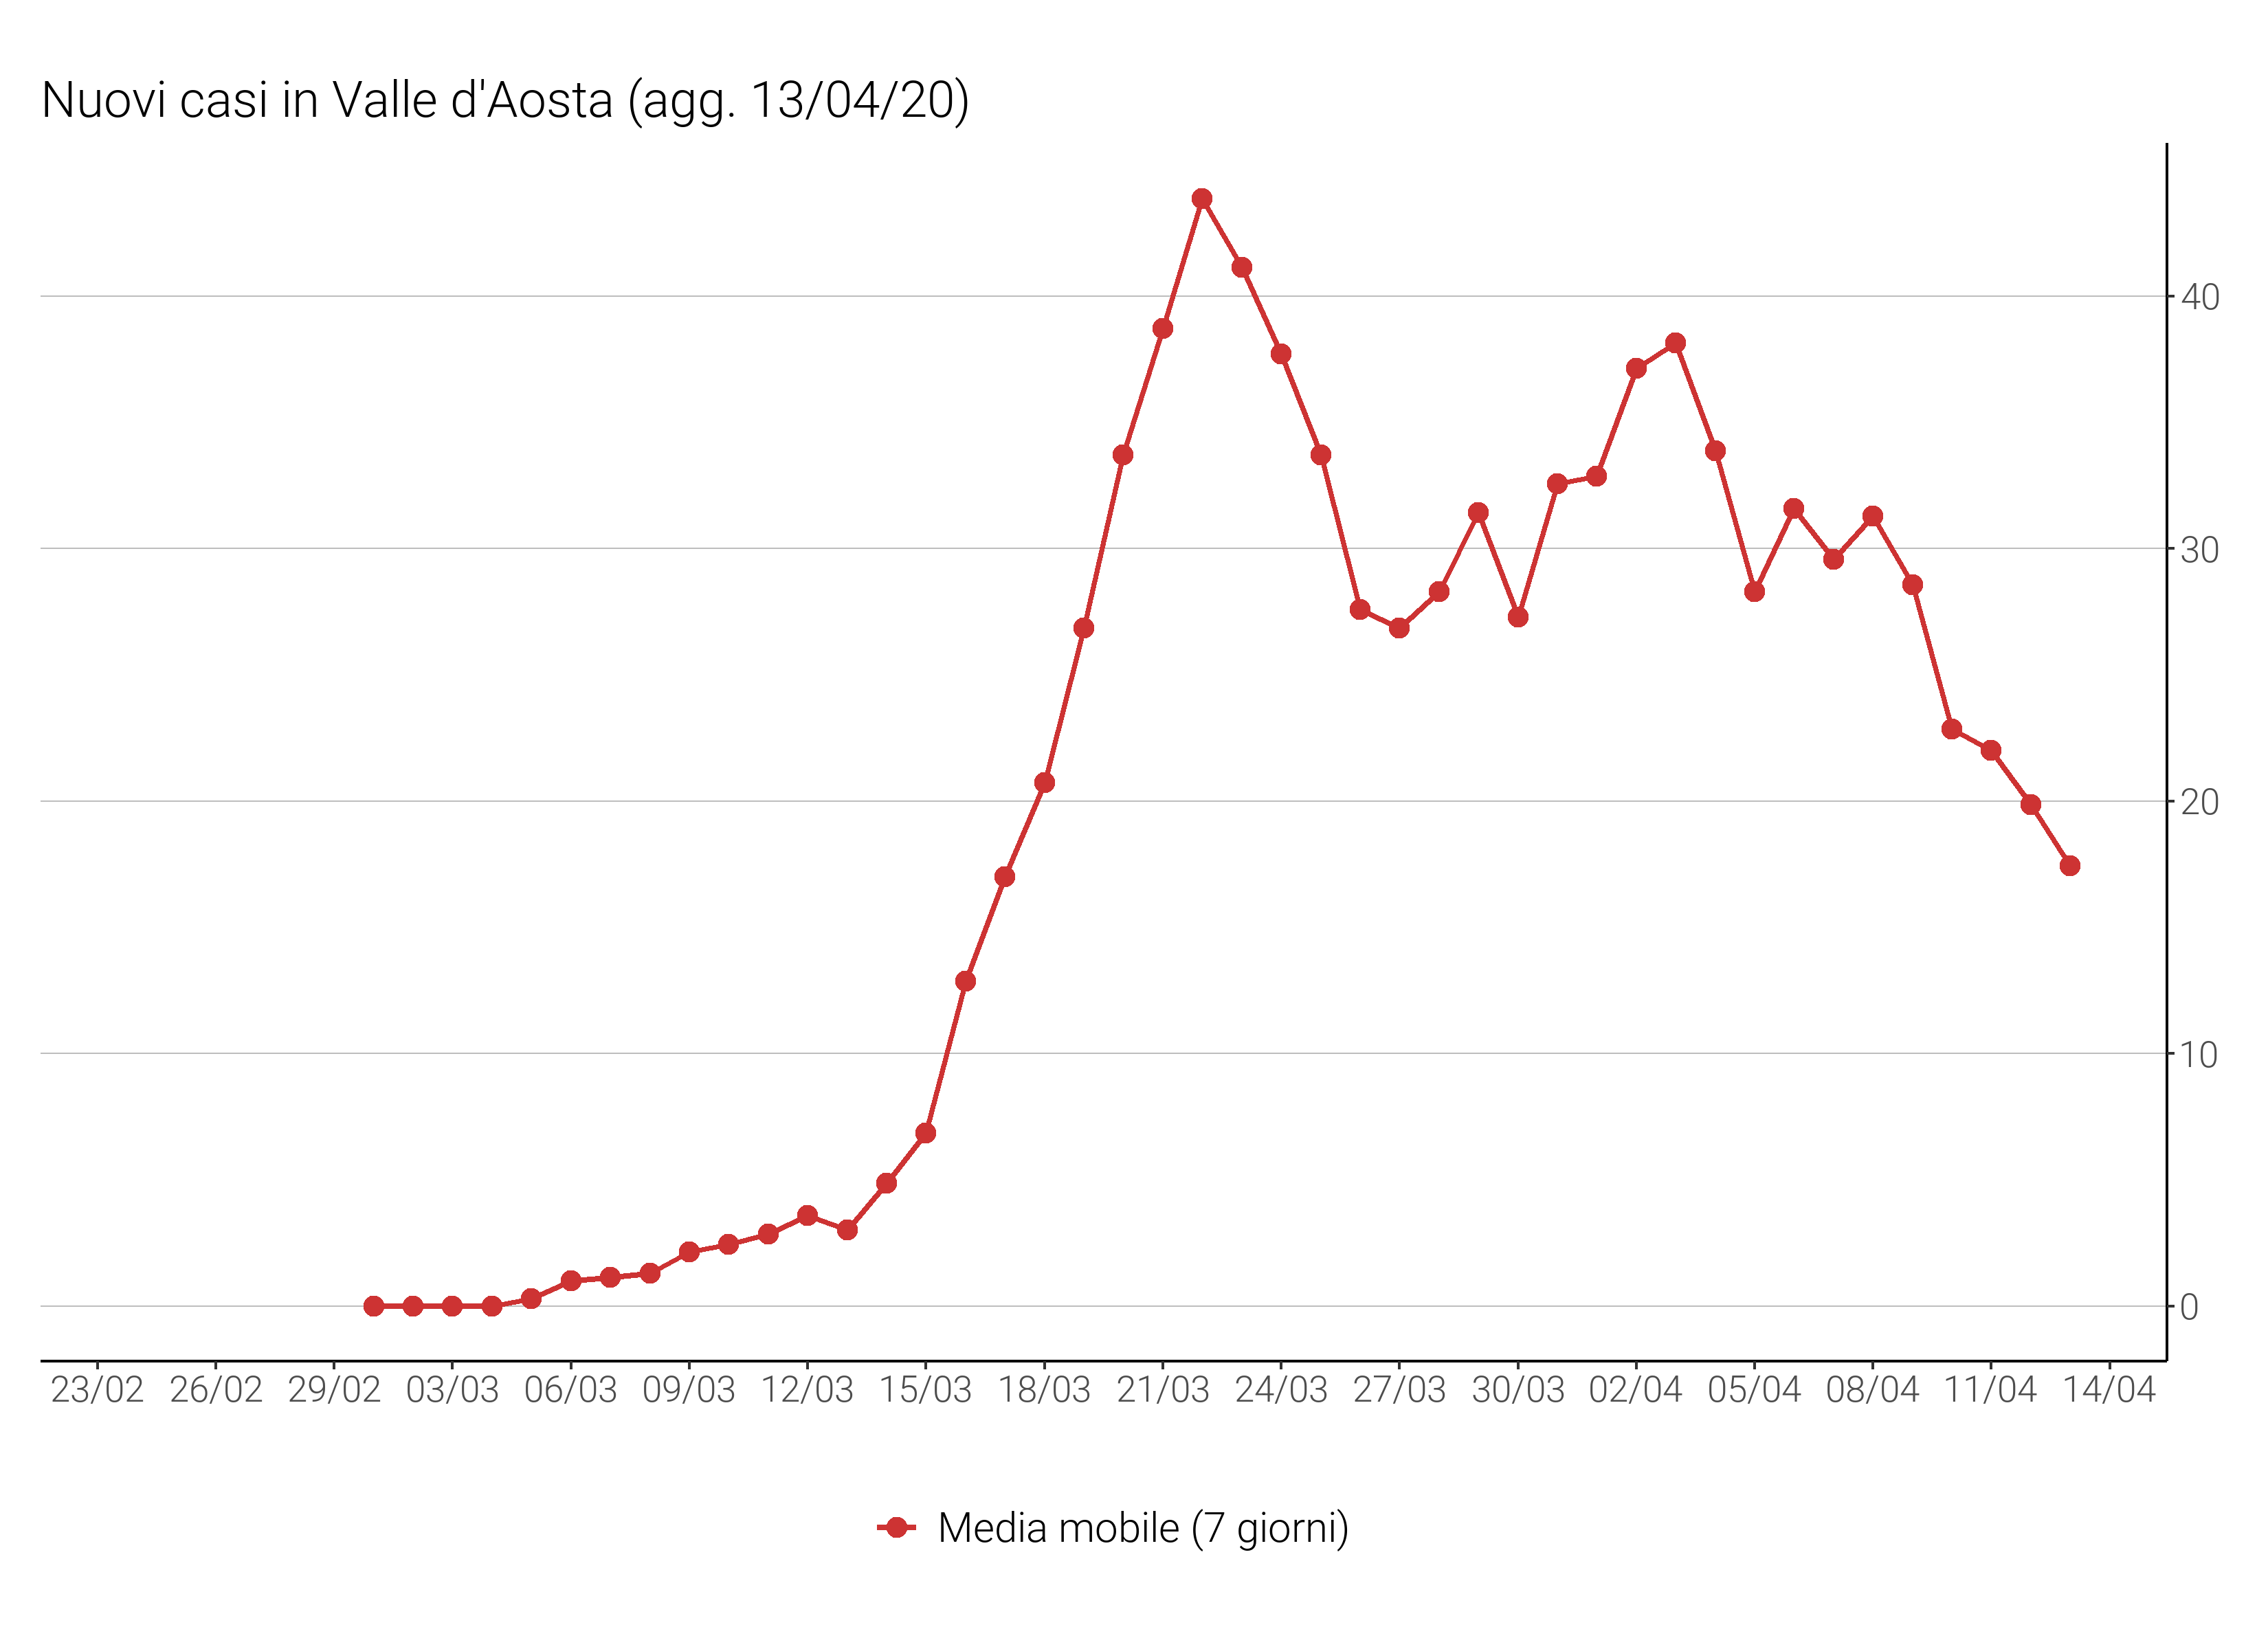 Nuovi casi in Valle d'Aosta (agg. 13/04/20)
40
30
20
10
0
23/02 26/02 29/02 03/03 06/03 09/03 12/03 15/03 18/03 21/03 24/03 27/03 30/03 02/04 05/04 08/04 11/04 14/04
Media mobile (7 giorni)